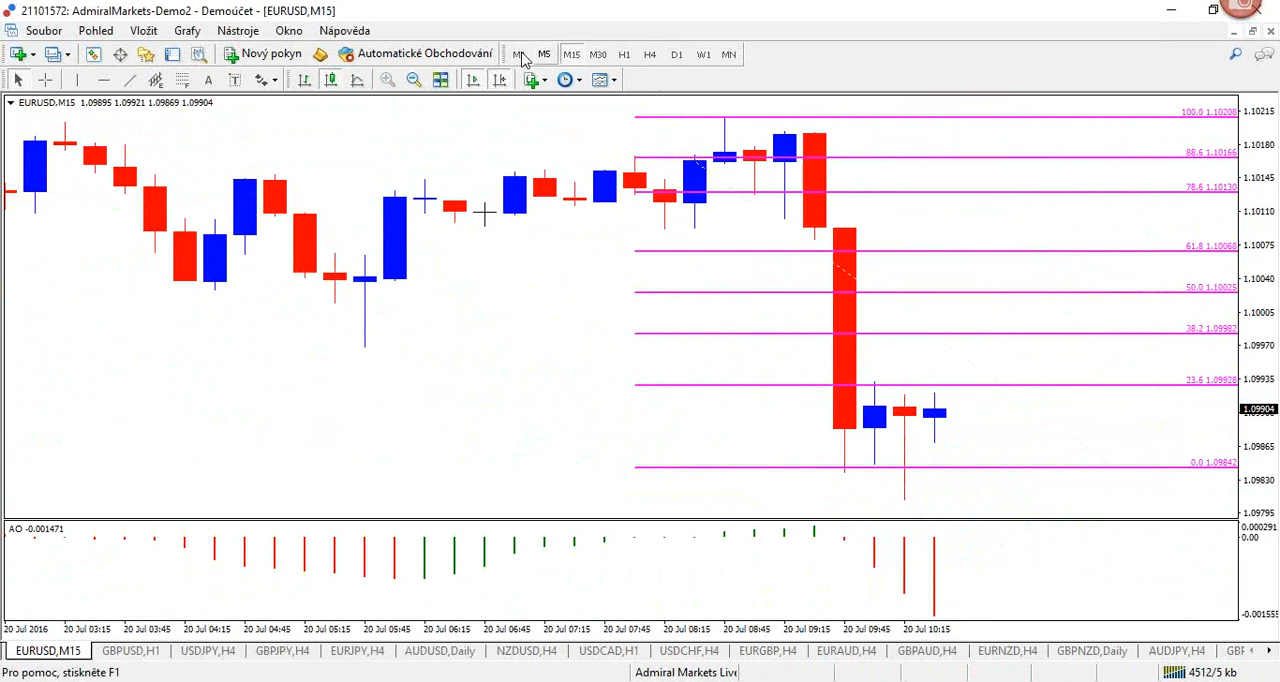 21101572: AdmiralMarkets-Demo2 - Demoúčet - [EURUSD,M15]
Soubor Pohled Vložit Grafy Nástroje Okno Nápověda
Nový pokyn Automatické Obchodování M5 M15 M30 H1 H4 D1 W1 MN
A T
EURUSD,M15 1.09895 1.09921 1.09869 1.09904
100.0 1.10208
1.10215
88.6 1.10166
1.10180
78.6 1.10130
1.10145
1.10110
61.8 1.10068
1.10075
1.10040
50.0 1.10025
1.10005
38.2 1.09982
1.09970
23.6 1.09928
1.09935
1.09904
1.09865
0.0 1.09842
1.09830
1.09795
AO -0.001471
0.000291
0.00
-0.001555
20 Jul 2016 20 Jul 03:15 20 Jul 03:45 20 Jul 04:15 20 Jul 04:45 20 Jul 05:15 20 Jul 05:45 20 Jul 06:15 20 Jul 06:45 20 Jul 07:15 20 Jul 07:45 20 Jul 08:15 20 Jul 08:45 20 Jul 09:15 20 Jul 09:45 20 Jul 10:15
EURUSD,M15 GBPUSD,H1 USDJPY,H4 GBPJPY,H4 EURJPY,H4 AUDUSD,Daily NZDUSD,H4 USDCAD,H1 USDCHF,H4 EURGBP,H4 EURAUD,H4 GBPAUD,H4 EURNZD,H4 GBPNZD,Daily AUDJPY,H4
Pro pomoc, stiskněte F1 Admiral Markets Live 4512/5 kb